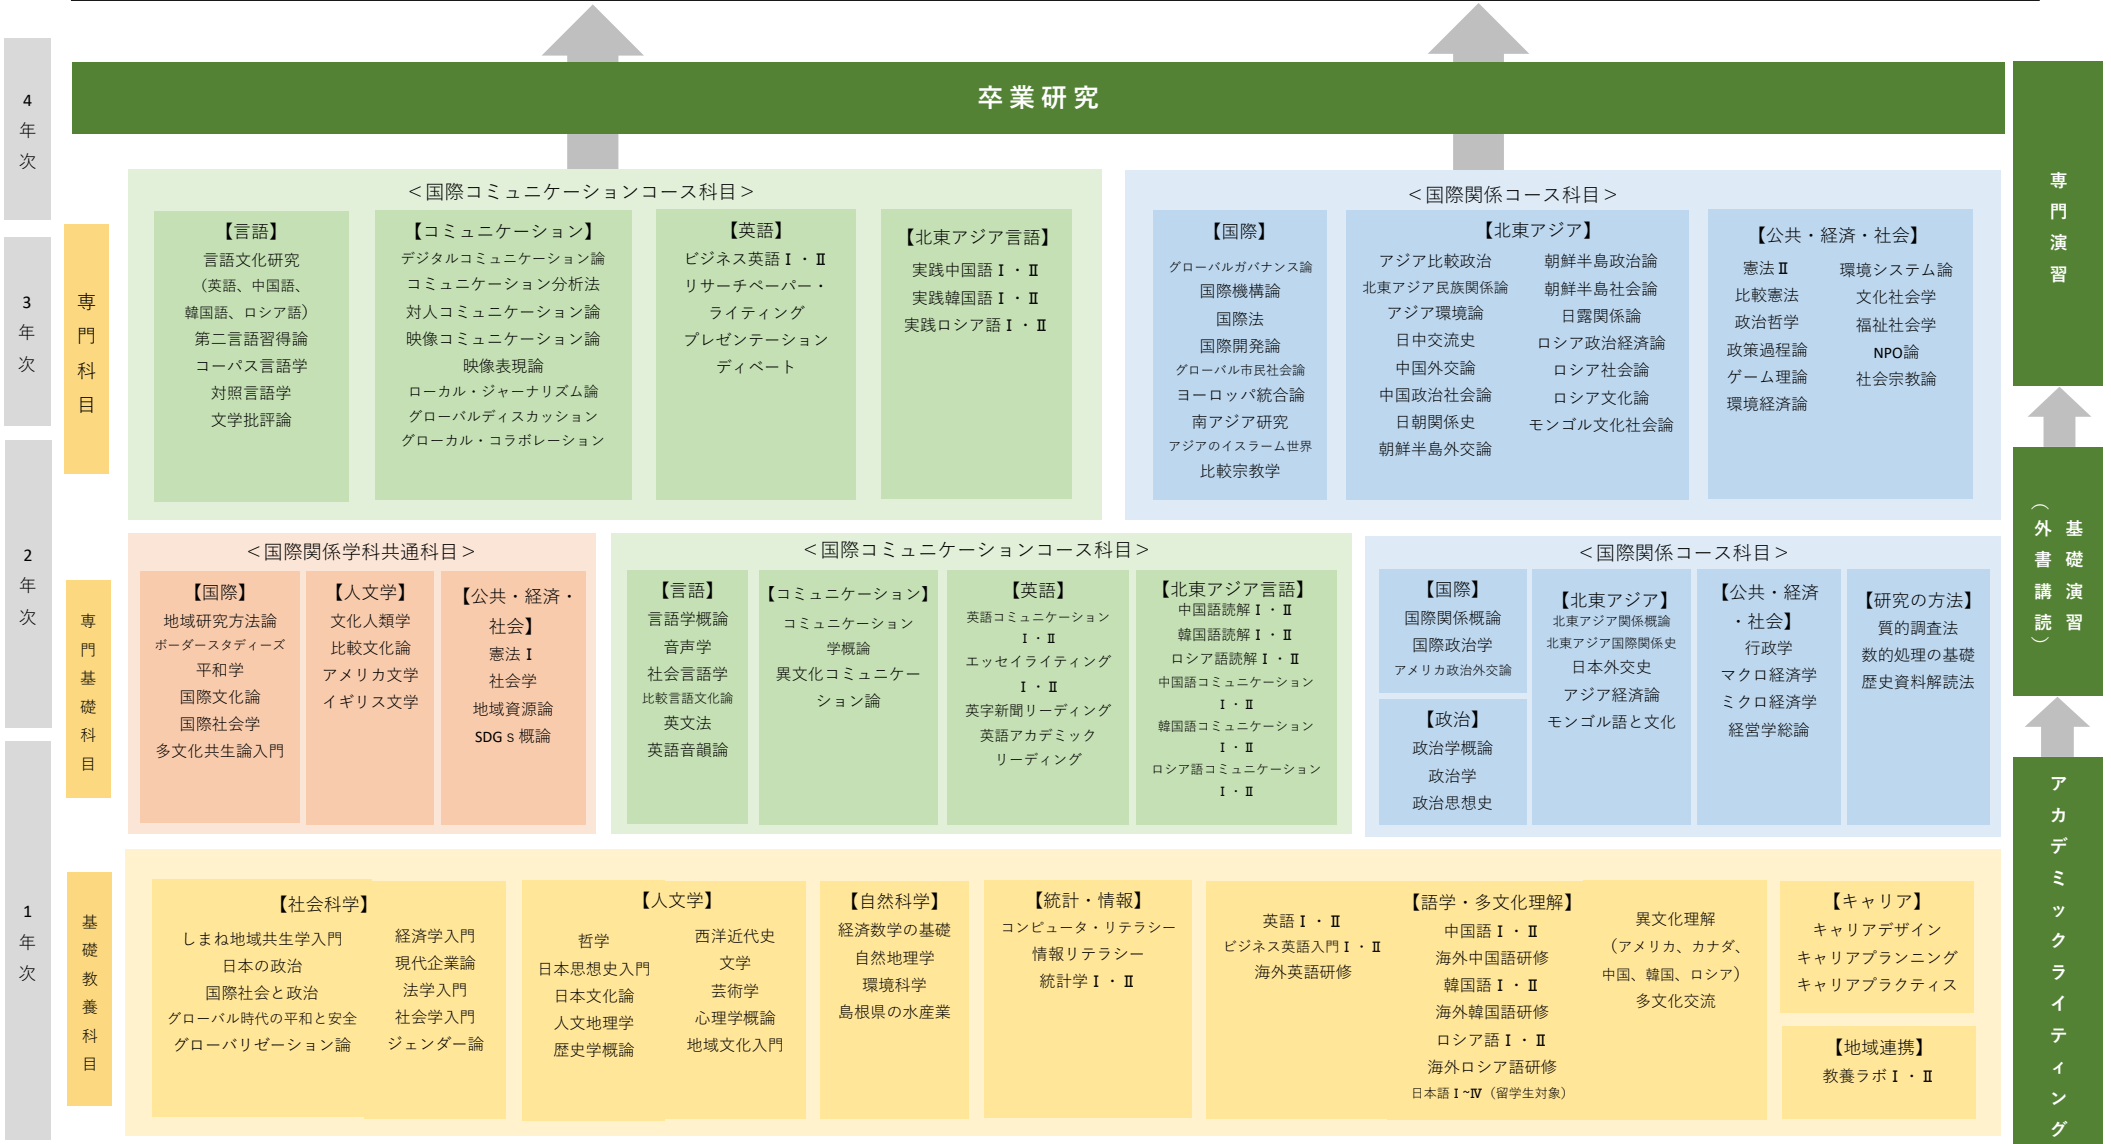 4年次
3年次
2年次
1年次
卒業研究
専門演習
基礎演習
（外書講読）
アカデミックライティング
専門科目
＜国際コミュニケーションコース科目＞
【言語】
言語文化研究
（英語、中国語、
韓国語、ロシア語）
第二言語習得論
コーパス言語学
対照言語学
文学批評論
【コミュニケーション】
デジタルコミュニケーション論
コミュニケーション分析法
対人コミュニケーション論
映像コミュニケーション論
映像表現論
ローカル・ジャーナリズム論
グローバルディスカッション
グローカル・コラボレーション
【英語】
ビジネス英語Ⅰ・Ⅱ
リサーチペーパー・
ライティング
プレゼンテーション
ディベート
【北東アジア言語】
実践中国語Ⅰ・Ⅱ
実践韓国語Ⅰ・Ⅱ
実践ロシア語Ⅰ・Ⅱ
＜国際関係コース科目＞
【国際】
グローバルガバナンス論
国際機構論
国際法
国際開発論
グローバル市民社会論
ヨーロッパ統合論
南アジア研究
アジアのイスラーム世界
比較宗教学
【北東アジア】
アジア比較政治
北東アジア民族関係論
アジア環境論
日中交流史
中国外交論
中国政治社会論
日朝関係史
朝鮮半島外交論
朝鮮半島政治論
朝鮮半島社会論
日露関係論
ロシア政治経済論
ロシア社会論
ロシア文化論
モンゴル文化社会論
【公共・経済・社会】
憲法Ⅱ
比較憲法
政治哲学
政策過程論
ゲーム理論
環境経済論
環境システム論
文化社会学
福祉社会学
NPO論
社会宗教論
専門基礎科目
＜国際関係学科共通科目＞
【国際】
地域研究方法論
ボーダースタディーズ
平和学
国際文化論
国際社会学
多文化共生論入門
【人文学】
文化人類学
比較文化論
アメリカ文学
イギリス文学
【公共・経済・
社会】
憲法Ⅰ
社会学
地域資源論
SDGｓ概論
＜国際コミュニケーションコース科目＞
【言語】
言語学概論
音声学
社会言語学
比較言語文化論
英文法
英語音韻論
【コミュニケーション】
コミュニケーション
学概論
異文化コミュニケー
ション論
【英語】
英語コミュニケーション
Ⅰ・Ⅱ
エッセイライティング
Ⅰ・Ⅱ
英字新聞リーディング
英語アカデミック
リーディング
【北東アジア言語】
中国語読解Ⅰ・Ⅱ
韓国語読解Ⅰ・Ⅱ
ロシア語読解Ⅰ・Ⅱ
中国語コミュニケーション
Ⅰ・Ⅱ
韓国語コミュニケーション
Ⅰ・Ⅱ
ロシア語コミュニケーション
Ⅰ・Ⅱ
＜国際関係コース科目＞
【国際】
国際関係概論
国際政治学
アメリカ政治外交論
【政治】
政治学概論
政治学
政治思想史
【北東アジア】
北東アジア関係概論
北東アジア国際関係史
日本外交史
アジア経済論
モンゴル語と文化
【公共・経済
・社会】
行政学
マクロ経済学
ミクロ経済学
経営学総論
【研究の方法】
質的調査法
数的処理の基礎
歴史資料解読法
基礎教養科目
【社会科学】
しまね地域共生学入門
日本の政治
国際社会と政治
グローバル時代の平和と安全
グローバリゼーション論
経済学入門
現代企業論
法学入門
社会学入門
ジェンダー論
【人文学】
哲学
日本思想史入門
日本文化論
人文地理学
歴史学概論
西洋近代史
文学
芸術学
心理学概論
地域文化入門
【自然科学】
経済数学の基礎
自然地理学
環境科学
島根県の水産業
【統計・情報】
コンピュータ・リテラシー
情報リテラシー
統計学Ⅰ・Ⅱ
【語学・多文化理解】
英語Ⅰ・Ⅱ
ビジネス英語入門Ⅰ・Ⅱ
海外英語研修
中国語Ⅰ・Ⅱ
海外中国語研修
韓国語Ⅰ・Ⅱ
海外韓国語研修
ロシア語Ⅰ・Ⅱ
海外ロシア語研修
日本語Ⅰ~Ⅳ（留学生対象）
異文化理解
（アメリカ、カナダ、
中国、韓国、ロシア）
多文化交流
【キャリア】
キャリアデザイン
キャリアプランニング
キャリアプラクティス
【地域連携】
教養ラボⅠ・Ⅱ